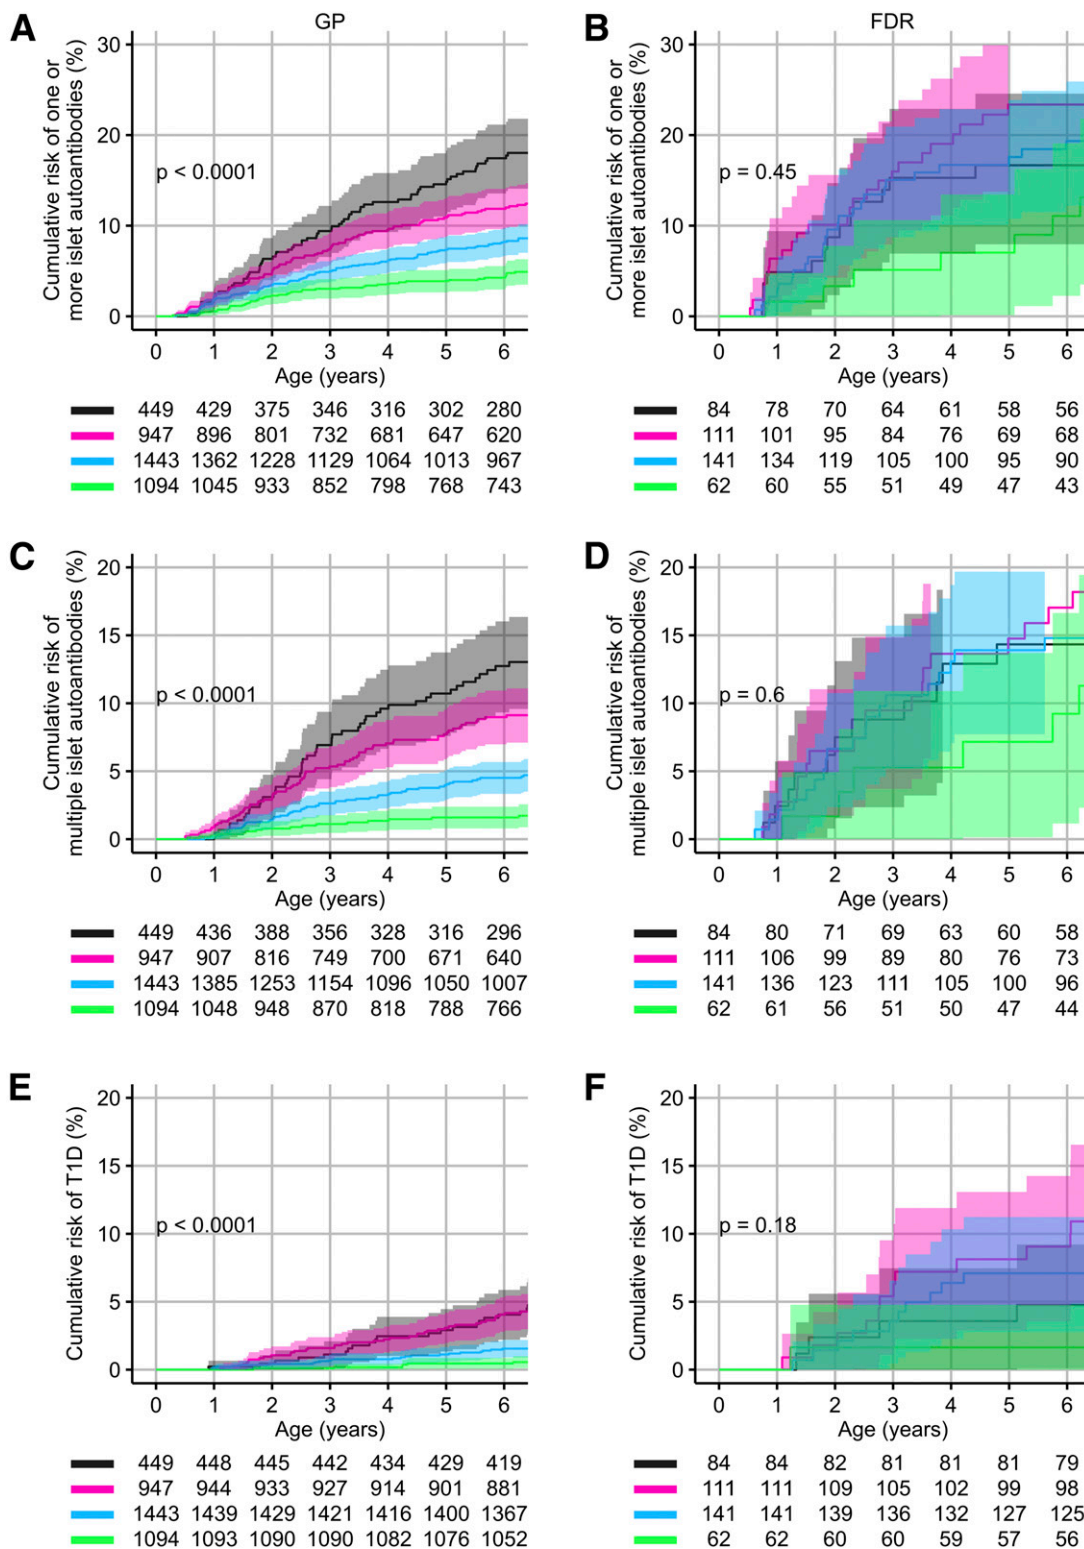 A
GP
Cumulative risk of one or
more islet autoantibodies (%)
30
20
10
0
p < 0.0001
0 1 2 3 4 5 6
Age (years)
449 429 375 346 316 302 280
947 896 801 732 681 647 620
1443 1362 1228 1129 1064 1013 967
1094 1045 933 852 798 768 743
B
FDR
Cumulative risk of one or
more islet autoantibodies (%)
30
20
10
0
p = 0.45
0 1 2 3 4 5 6
Age (years)
84 78 70 64 61 58 56
111 101 95 84 76 69 68
141 134 119 105 100 95 90
62 60 55 51 49 47 43
C
Cumulative risk of
multiple islet autoantibodies (%)
20
15
10
5
0
p < 0.0001
0 1 2 3 4 5 6
Age (years)
449 436 388 356 328 316 296
947 907 816 749 700 671 640
1443 1385 1253 1154 1096 1050 1007
1094 1048 948 870 818 788 766
D
Cumulative risk of
multiple islet autoantibodies (%)
20
15
10
5
0
p = 0.6
0 1 2 3 4 5 6
Age (years)
84 80 71 69 63 60 58
111 106 99 89 80 76 73
141 136 123 111 105 100 96
62 61 56 51 50 47 44
E
Cumulative risk of T1D (%)
20
15
10
5
0
p < 0.0001
0 1 2 3 4 5 6
Age (years)
449 448 445 442 434 429 419
947 944 933 927 914 901 881
1443 1439 1429 1421 1416 1400 1367
1094 1093 1090 1090 1082 1076 1052
F
Cumulative risk of T1D (%)
20
15
10
5
0
p = 0.18
0 1 2 3 4 5 6
Age (years)
84 84 82 81 81 81 79
111 111 109 105 102 99 98
141 141 139 136 132 127 125
62 62 60 60 59 57 56